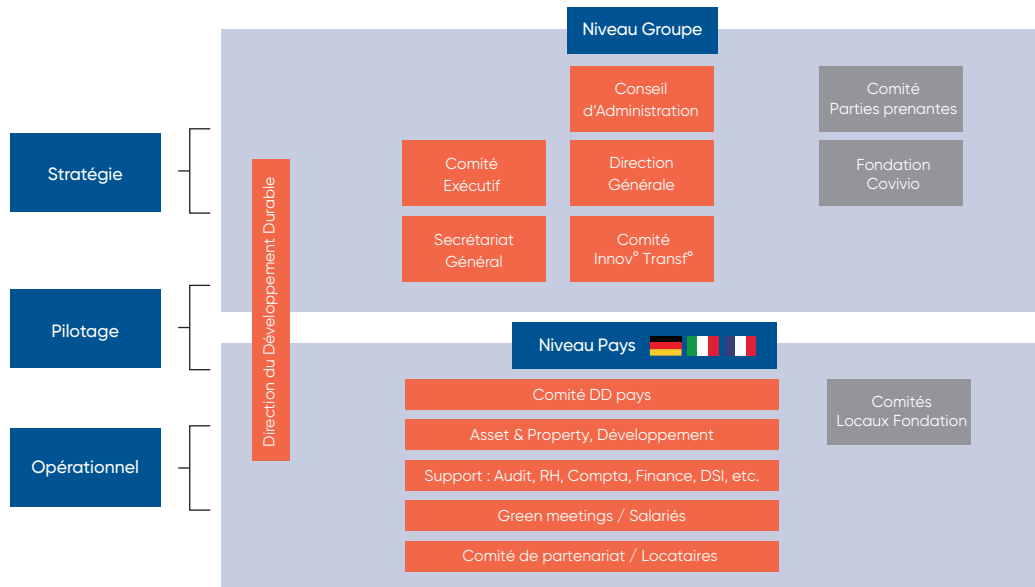 Niveau Groupe
Conseil
d'Administration
Comité
Parties prenantes
Stratégie
Comité
Exécutif
Direction
Générale
Fondation
Covivio
Direction du Développement Durable
Secrétariat
Général
Comité
Innov° Transf°
Pilotage
Niveau Pays
Comité DD pays
Comités
Locaux Fondation
Asset & Property, Développement
Opérationnel
Support : Audit, RH, Compta, Finance, DSI, etc.
Green meetings / Salariés
Comité de partenariat / Locataires